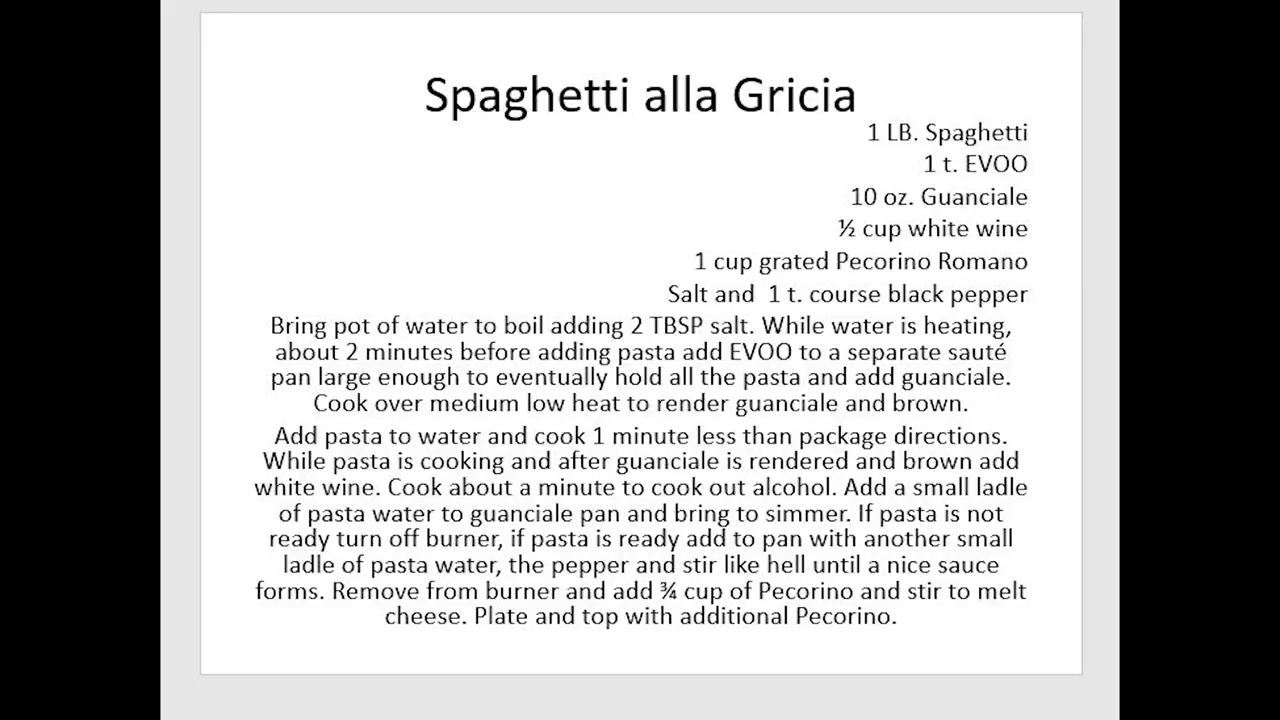 Spaghetti alla Gricia
1 LB. Spaghetti
1 t. EVOO
10 oz. Guanciale
½ cup white wine
1 cup grated Pecorino Romano
Salt and  1 t. course black pepper
Bring pot of water to boil adding 2 TBSP salt. While water is heating,
about 2 minutes before adding pasta add EVOO to a separate sauté
pan large enough to eventually hold all the pasta and add guanciale.
Cook over medium low heat to render guanciale and brown.
Add pasta to water and cook 1 minute less than package directions.
While pasta is cooking and after guanciale is rendered and brown add
white wine. Cook about a minute to cook out alcohol. Add a small ladle
of pasta water to guanciale pan and bring to simmer. If pasta is not
ready turn off burner, if pasta is ready add to pan with another small
ladle of pasta water, the pepper and stir like hell until a nice sauce
forms. Remove from burner and add ¾ cup of Pecorino and stir to melt
cheese. Plate and top with additional Pecorino.